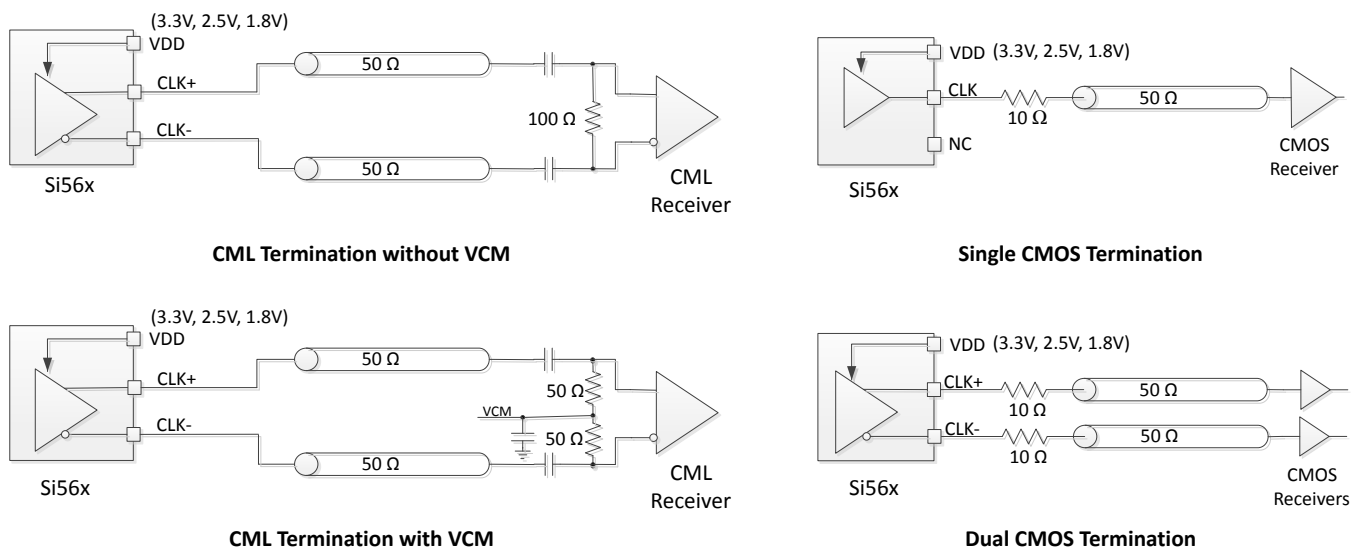 (3.3V, 2.5V, 1.8V)
VDD
CLK+
CLK-
50 Ω
50 Ω
100 Ω
Si56x
CML
Receiver
CML Termination without VCM
VDD (3.3V, 2.5V, 1.8V)
CLK
10 Ω
50 Ω
NC
Si56x
CMOS
Receiver
Single CMOS Termination
(3.3V, 2.5V, 1.8V)
VDD
CLK+
CLK-
50 Ω
50 Ω
50 Ω
VCM
50 Ω
Si56x
CML
Receiver
CML Termination with VCM
VDD (3.3V, 2.5V, 1.8V)
CLK+
10 Ω
50 Ω
CLK-
10 Ω
50 Ω
Si56x
CMOS
Receivers
Dual CMOS Termination